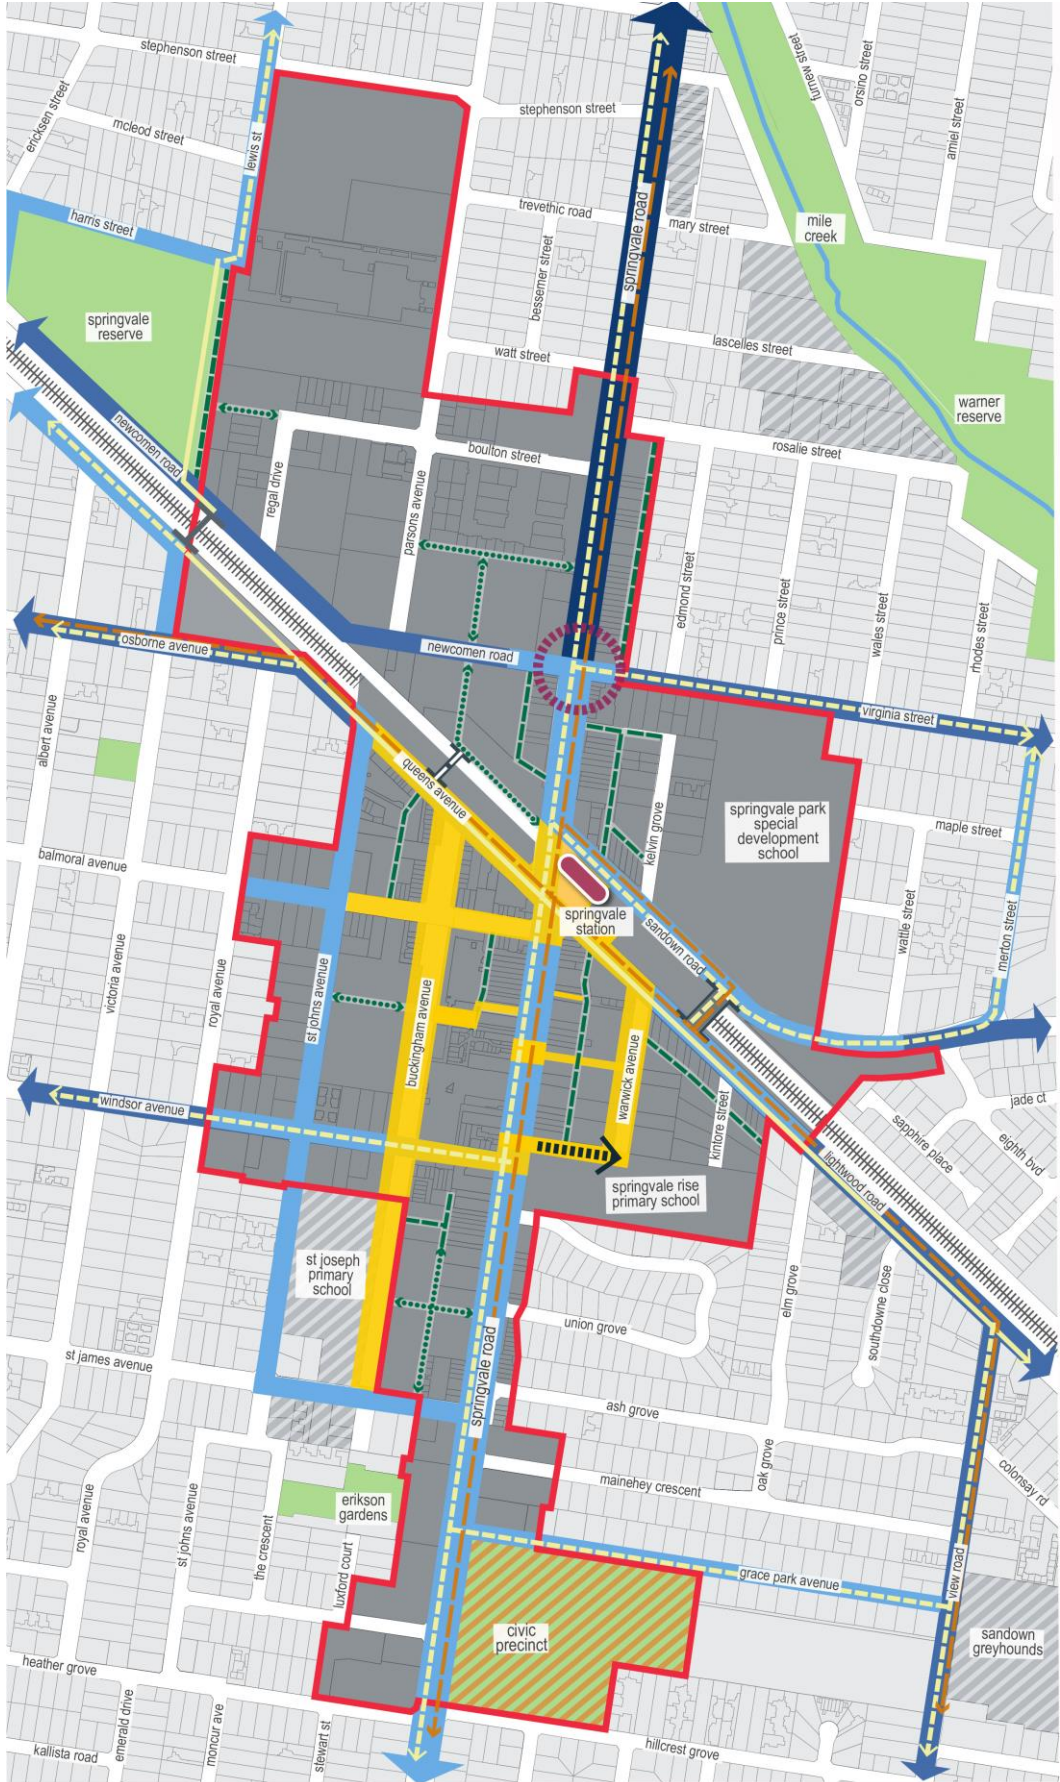 stephenson street
stephenson street
furnew street
orsino street
amiel street
ericksen street
mcleod street
lewis st
harris street
trevethic road
mary street
mile
creek
springvale road
bessemer street
springvale
reserve
watt street
lascelles street
warner
reserve
newcomen road
boulton street
rosalie street
regal drive
parsons avenue
edmond street
prince street
wales street
rhodes street
osborne avenue
newcomen road
virginia street
albert avenue
queens avenue
kelvin grove
springvale park
special
development
school
maple street
balmoral avenue
springvale
station
sandown road
wattle street
merton street
victoria avenue
royal avenue
st johns avenue
buckingham avenue
warwick avenue
kintore street
windsor avenue
jade ct
sapphire place
eighth bvd
lightwood road
springvale rise
primary school
st joseph
primary
school
elm grove
southdowne close
union grove
springvale road
st james avenue
ash grove
oak grove
colonsay rd
mainehey crescent
royal avenue
st johns avenue
the crescent
erikson
gardens
luxford court
grace park avenue
view road
civic
precinct
sandown
greyhounds
heather grove
emerald drive
moncur ave
stewart st
kallista road
hillcrest grove